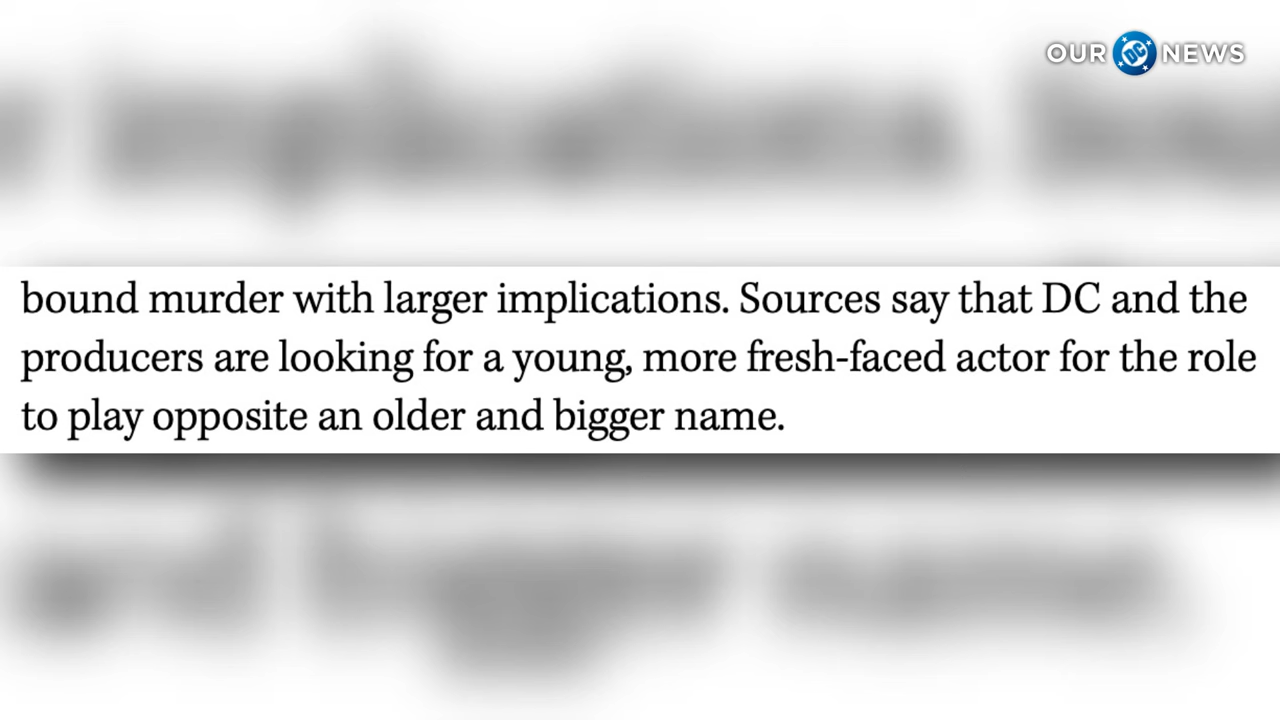 OUR DC NEWS
bound murder with larger implications. Sources say that DC and the
producers are looking for a young, more fresh-faced actor for the role
to play opposite an older and bigger name.